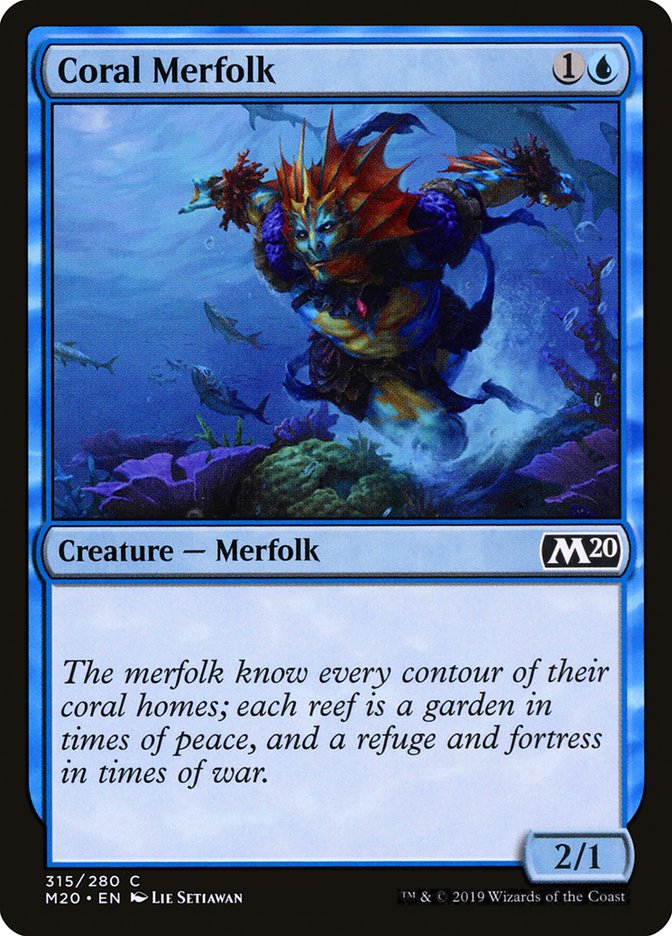 Coral Merfolk 1
Creature — Merfolk M20
The merfolk know every contour of their
coral homes; each reef is a garden in
times of peace, and a refuge and fortress
in times of war.
2/1
315/280 C
M20 • EN Lie Setiawan ™ & © 2019 Wizards of the Coast